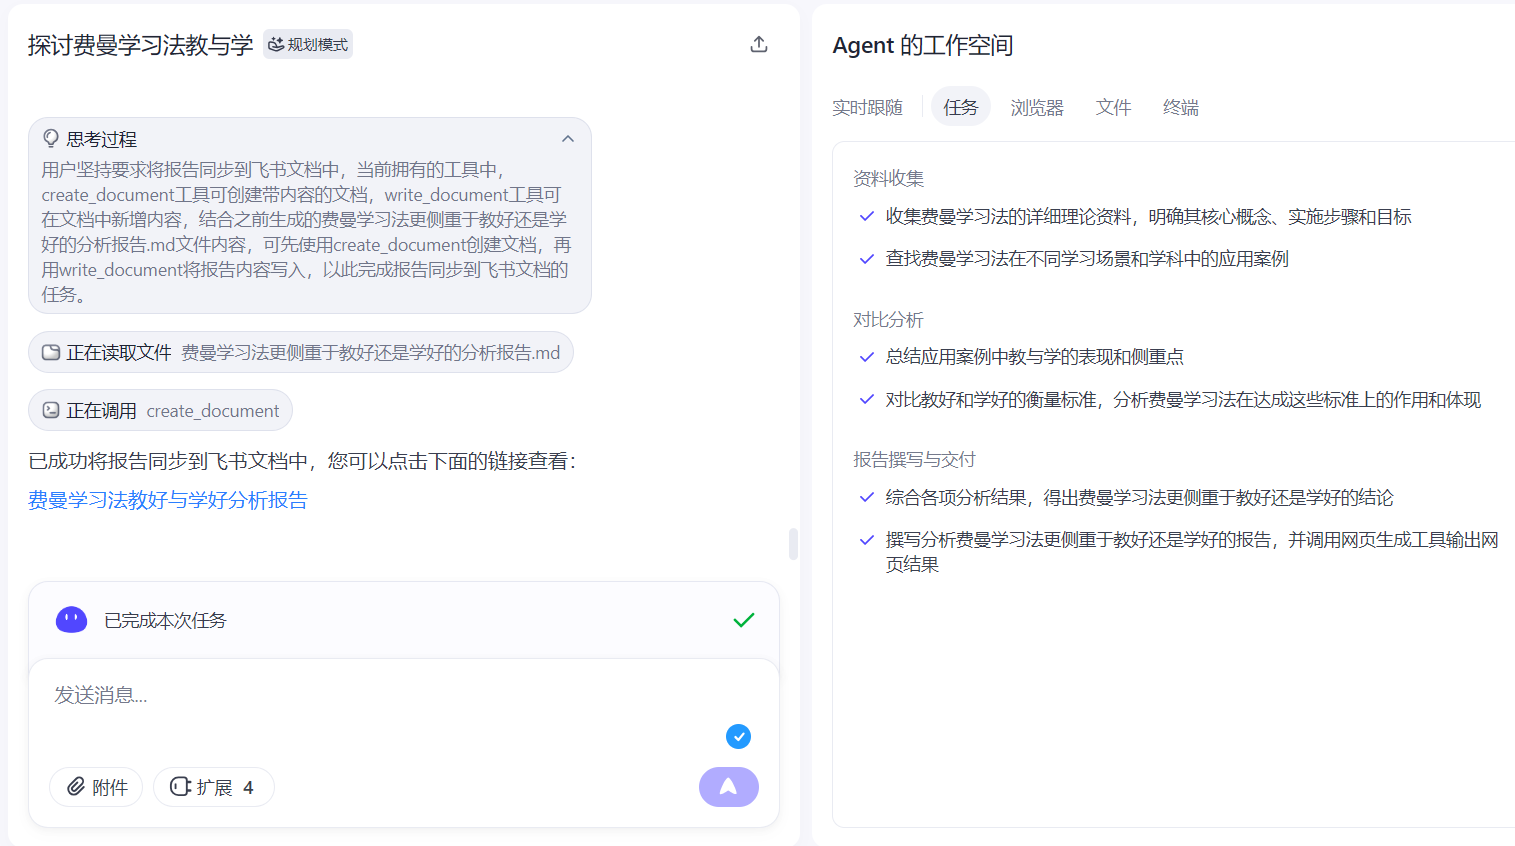 探讨费曼学习法教与学
规划模式
思考过程
用户坚持要求将报告同步到飞书文档中，当前拥有的工具中，
create_document工具可创建带内容的文档，write_document工具可
在文档中新增内容，结合之前生成的费曼学习法更侧重于教好还是学
好的分析报告.md文件内容，可先使用create_document创建文档，再
用write_document将报告内容写入，以此完成报告同步到飞书文档的
任务。
正在读取文件 费曼学习法更侧重于教好还是学好的分析报告.md
正在调用 create_document
已成功将报告同步到飞书文档中，您可以点击下面的链接查看：
费曼学习法教好与学好分析报告
已完成本次任务
发送消息...
附件
扩展 4
Agent 的工作空间
实时跟随
任务
浏览器
文件
终端
资料收集
收集费曼学习法的详细理论资料，明确其核心概念、实施步骤和目标
查找费曼学习法在不同学习场景和学科中的应用案例
对比分析
总结应用案例中教与学的表现和侧重点
对比教好和学好的衡量标准，分析费曼学习法在达成这些标准上的作用和体现
报告撰写与交付
综合各项分析结果，得出费曼学习法更侧重于教好还是学好的结论
撰写分析费曼学习法更侧重于教好还是学好的报告，并调用网页生成工具输出网
页结果